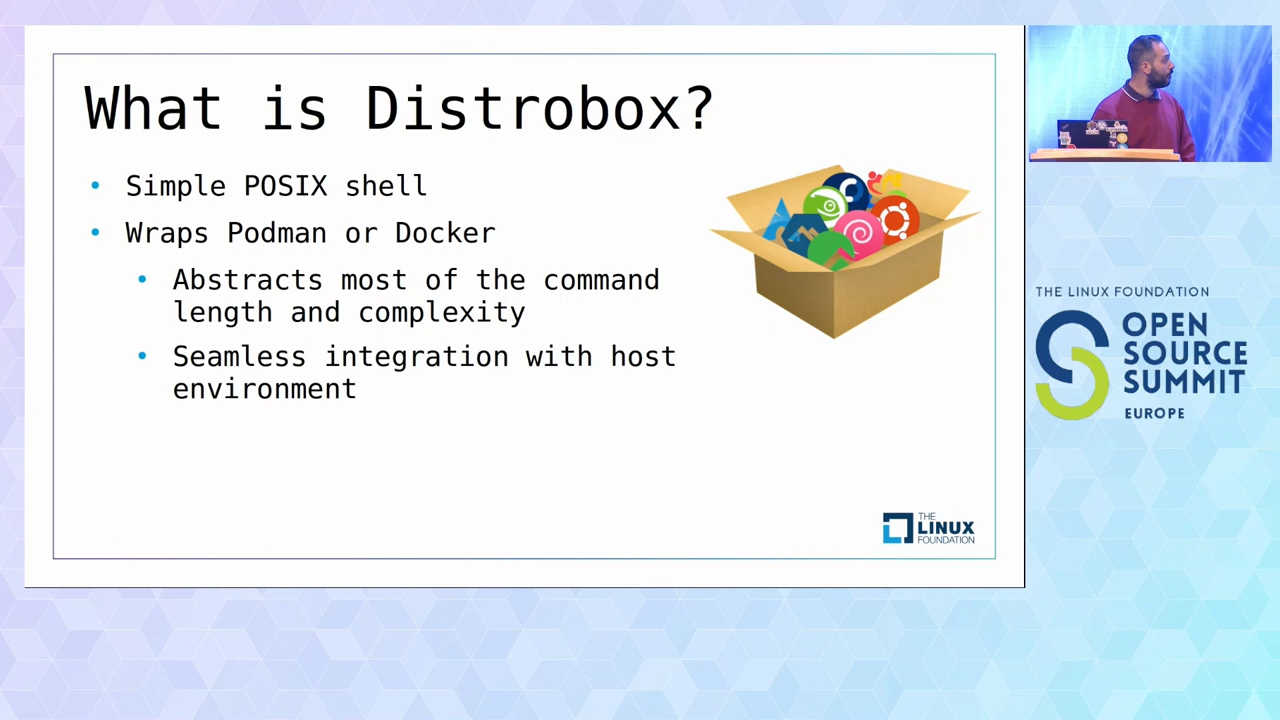 What is Distrobox?
• Simple POSIX shell
• Wraps Podman or Docker
• Abstracts most of the command
length and complexity
• Seamless integration with host
environment
THE
LINUX
FOUNDATION
THE LINUX FOUNDATION
OPEN
SOURCE
SUMMIT
EUROPE